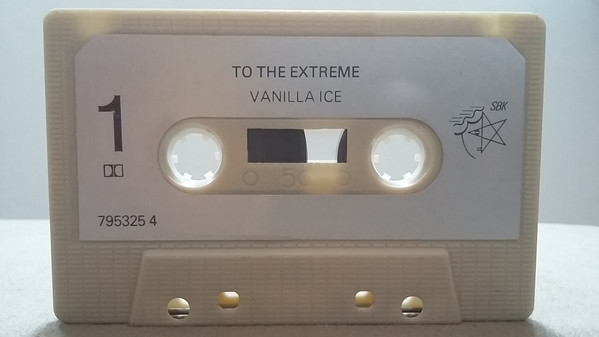 TO THE EXTREME
VANILLA ICE
1
SBK
795325 4